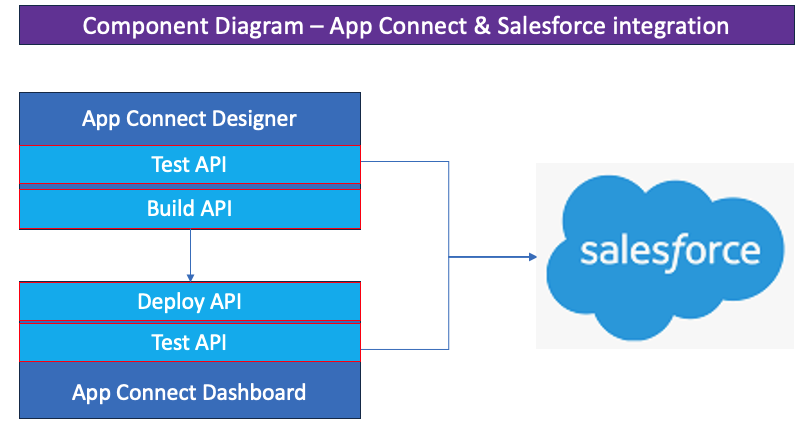 Component Diagram – App Connect & Salesforce integration
App Connect Designer
Test API
Build API
Deploy API
Test API
App Connect Dashboard
salesforce